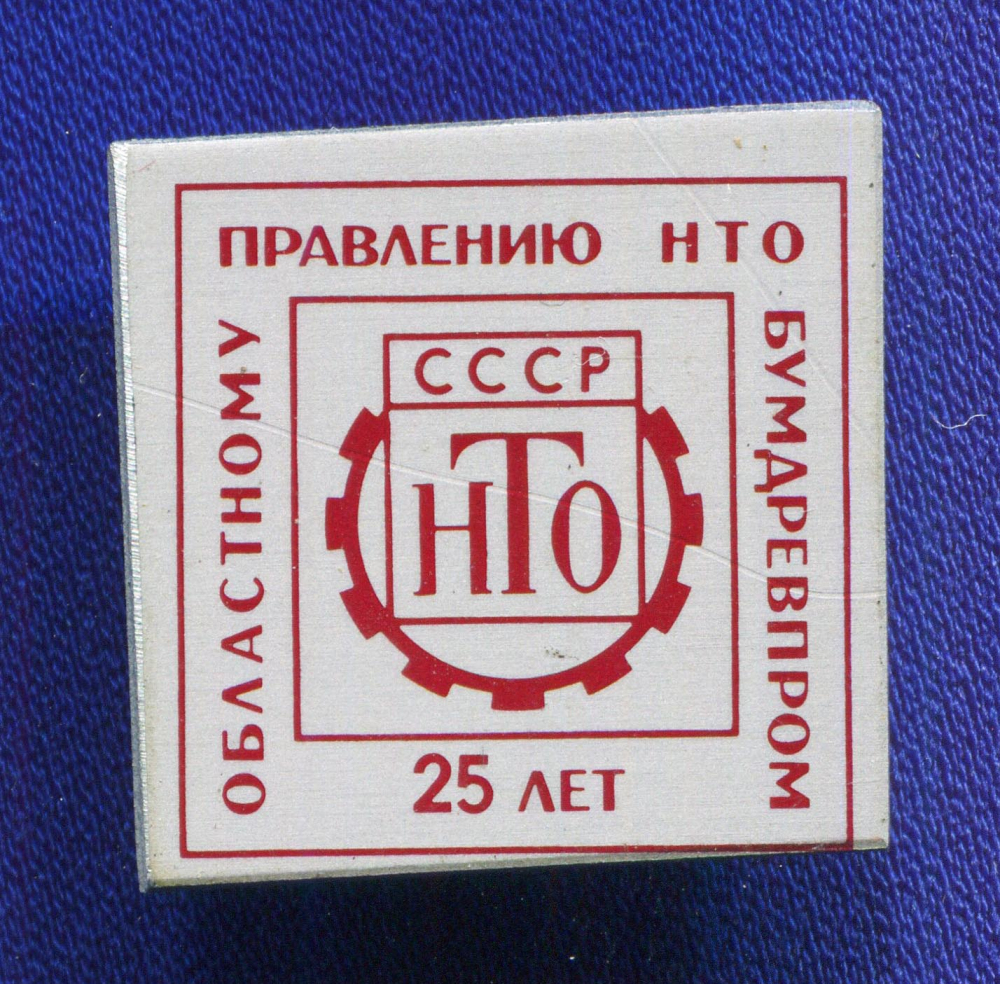 ОБЛАСТНОМУ
ПРАВЛЕНИЮ НТО
БУМДРЕВПРОМ
СССР
НТО
25 ЛЕТ